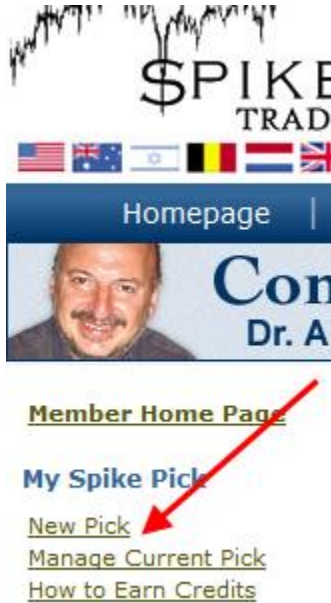 $PIKE
TRAD
Homepage |
Con
Dr. A
Member Home Page
My Spike Pick
New Pick
Manage Current Pick
How to Earn Credits